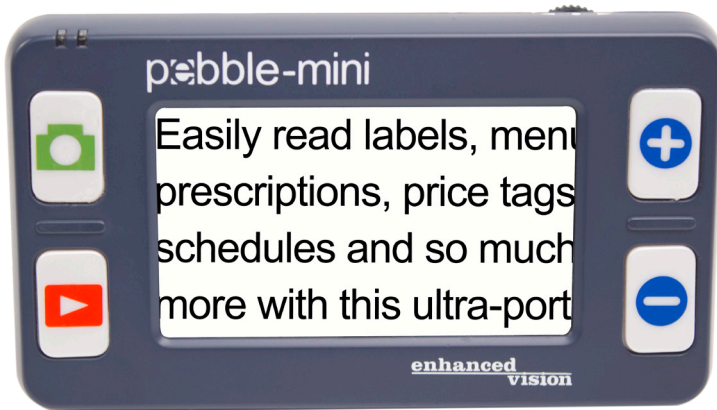 pebble-mini
Easily read labels, menu
prescriptions, price tags
schedules and so much
more with this ultra-port
enhanced
vision